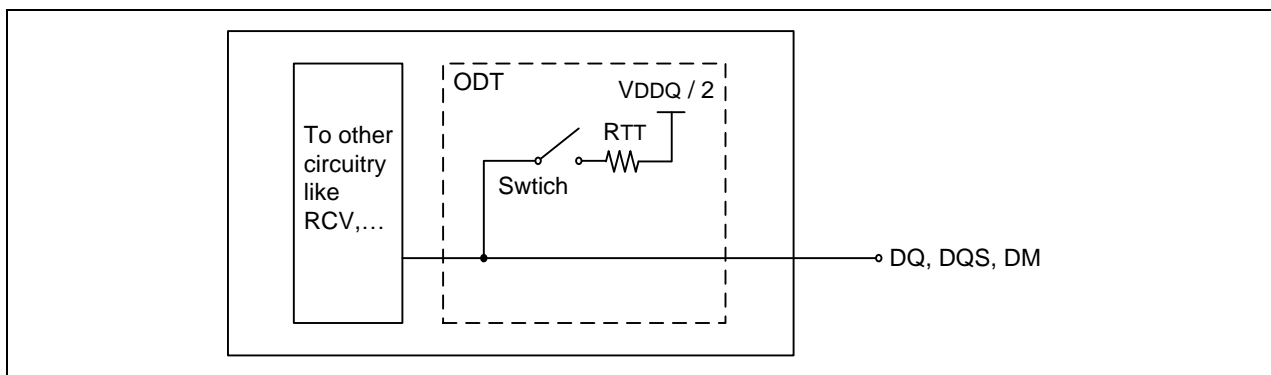 ODT
VDDQ / 2
RTT
To other
circuitry
like
RCV,...
Swtich
DQ, DQS, DM